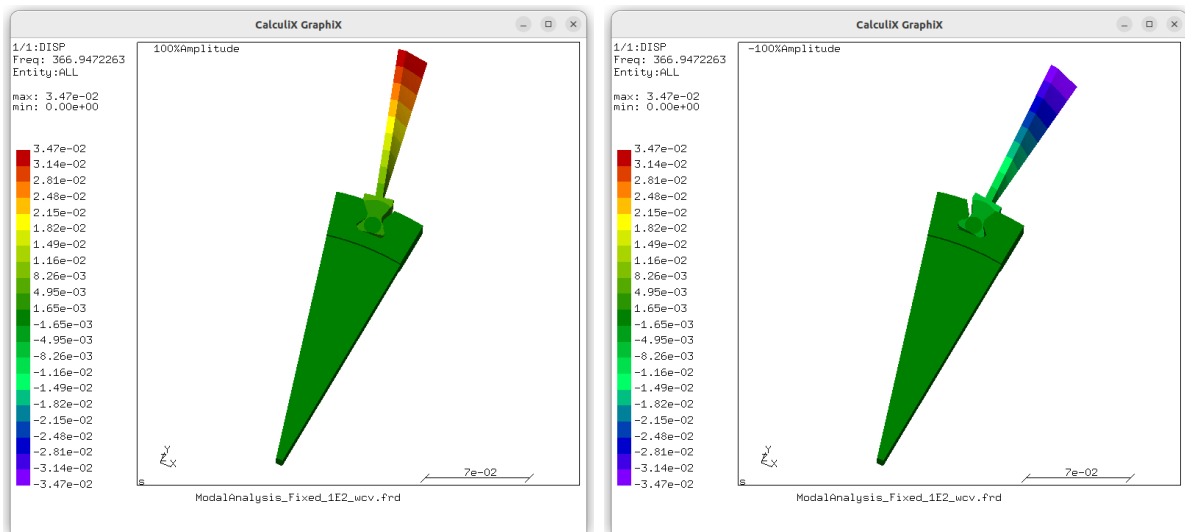 CalculiX GraphiX
1/1:DISP
Freq: 366.9472263
Entity:ALL
max: 3.47e-02
min: 0.00e+00
100%Amplitude
3.47e-02
3.14e-02
2.81e-02
2.48e-02
2.15e-02
1.82e-02
1.49e-02
1.16e-02
8.26e-03
4.95e-03
1.65e-03
-1.65e-03
-4.95e-03
-8.26e-03
-1.16e-02
-1.49e-02
-1.82e-02
-2.15e-02
-2.48e-02
-2.81e-02
-3.14e-02
-3.47e-02
Y
Z
X
s
7e-02
ModalAnalysis_Fixed_1E2_wcv.frd
CalculiX GraphiX
1/1:DISP
Freq: 366.9472263
Entity:ALL
max: 3.47e-02
min: 0.00e+00
-100%Amplitude
3.47e-02
3.14e-02
2.81e-02
2.48e-02
2.15e-02
1.82e-02
1.49e-02
1.16e-02
8.26e-03
4.95e-03
1.65e-03
-1.65e-03
-4.95e-03
-8.26e-03
-1.16e-02
-1.49e-02
-1.82e-02
-2.15e-02
-2.48e-02
-2.81e-02
-3.14e-02
-3.47e-02
Y
Z
X
s
7e-02
ModalAnalysis_Fixed_1E2_wcv.frd